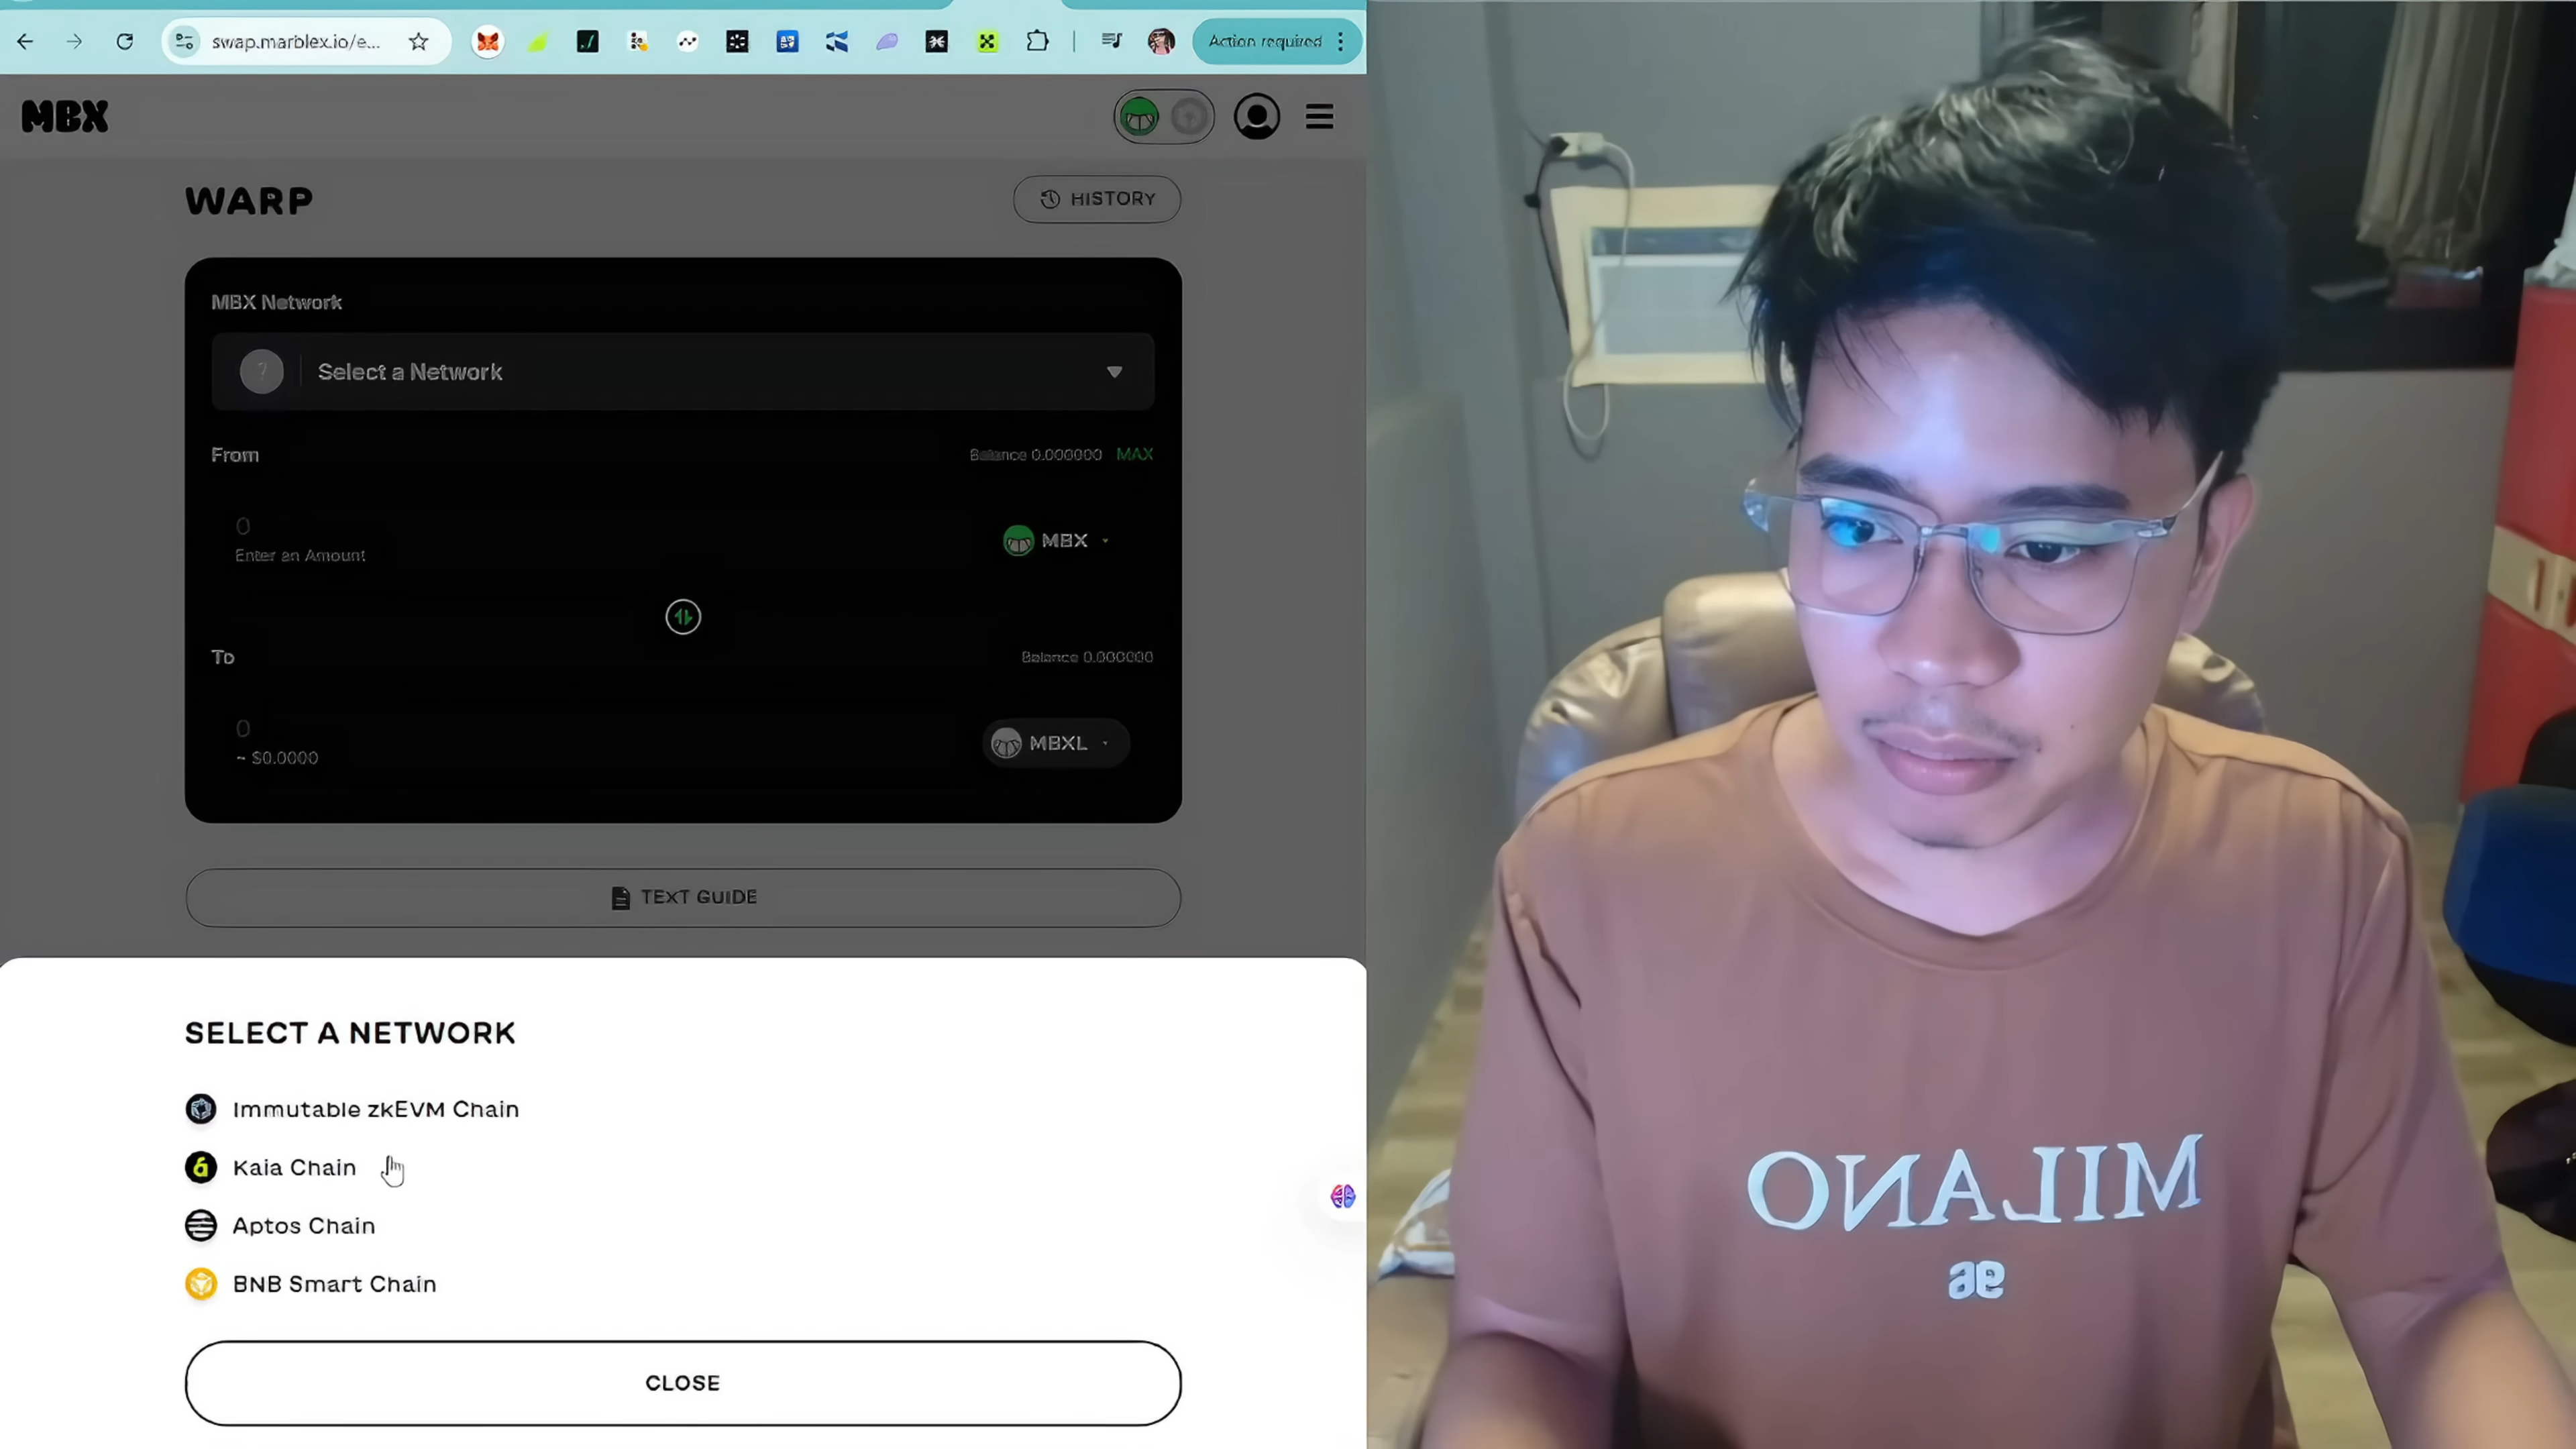 swap.marblex.io/e...
Action required
MBX
WARP
HISTORY
MBX Network
?
Select a Network
From
Balance 0.000000 MAX
0
Enter an Amount
MBX
To
Balance 0.000000
0
~ $0.0000
MBXL
TEXT GUIDE
SELECT A NETWORK
Immutable zkEVM Chain
Kaia Chain
Aptos Chain
BNB Smart Chain
CLOSE
MILANO